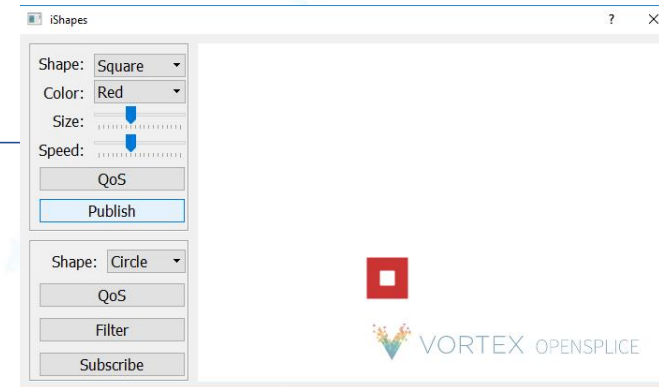 iShapes
?
Shape: Square
Color: Red
Size:
Speed:
QoS
Publish
Shape: Circle
QoS
Filter
Subscribe
VORTEX OPENSPLICE